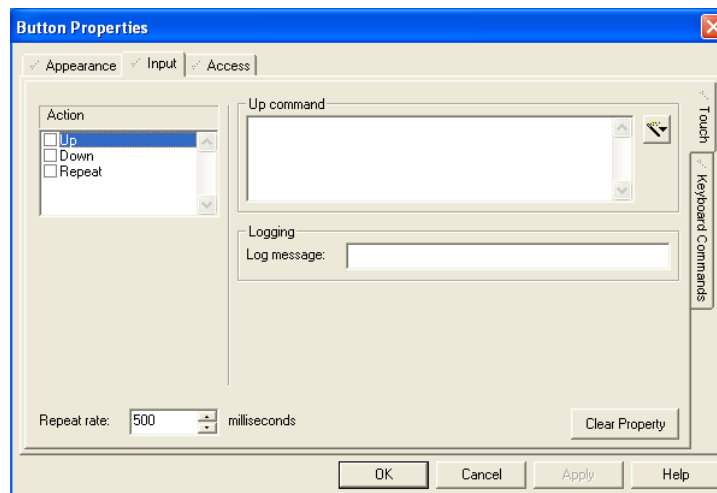 Button Properties
Appearance Input Access
Action
Up
Down
Repeat
Up command
Logging
Log message:
Touch
Keyboard Commands
Repeat rate: 500 milliseconds
Clear Property
OK Cancel Apply Help